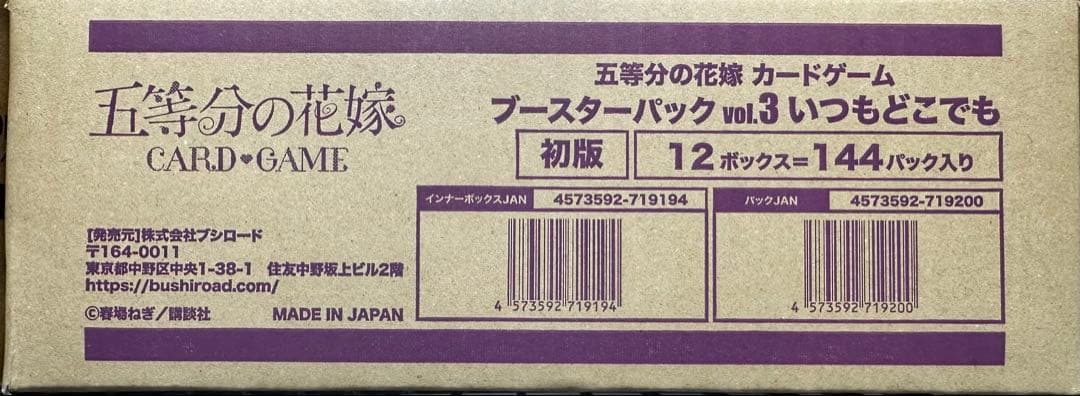 五等分の花嫁
CARD♥GAME
五等分の花嫁 カードゲーム
ブースターパック vol.3 いつもどこでも
初版
12ボックス=144パック入り
インナーボックスJAN 4573592-719194
4 573592 719194
パックJAN 4573592-719200
4 573592 719200
[発売元]株式会社ブシロード
〒164-0011
東京都中野区中央1-38-1 住友中野坂上ビル2階
https://bushiroad.com/
©春場ねぎ/講談社 MADE IN JAPAN